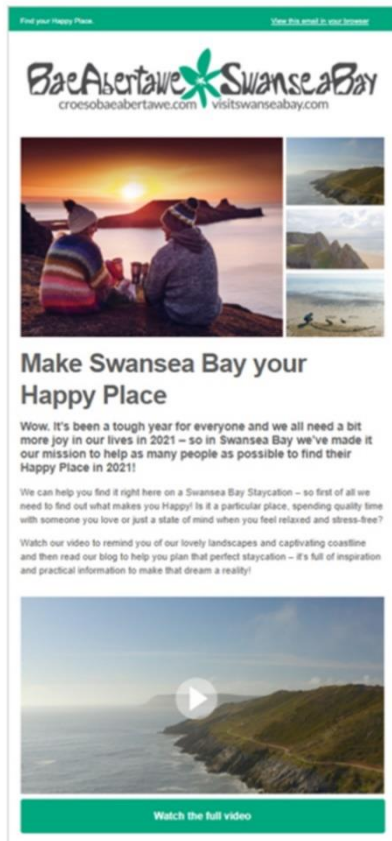 Find your Happy Place.
View this email in your browser
BaeAbertawe SwanseaBay
croesobaeabertawe.com visitswanseabay.com
Make Swansea Bay your
Happy Place
Wow. It's been a tough year for everyone and we all need a bit
more joy in our lives in 2021 – so in Swansea Bay we've made it
our mission to help as many people as possible to find their
Happy Place in 2021!
We can help you find it right here on a Swansea Bay Staycation – so first of all we
need to find out what makes you Happy! Is it a particular place, spending quality time
with someone you love or just a state of mind when you feel relaxed and stress-free?
Watch our video to remind you of our lovely landscapes and captivating coastline
and then read our blog to help you plan that perfect staycation – it's full of inspiration
and practical information to make that dream a reality!
Watch the full video